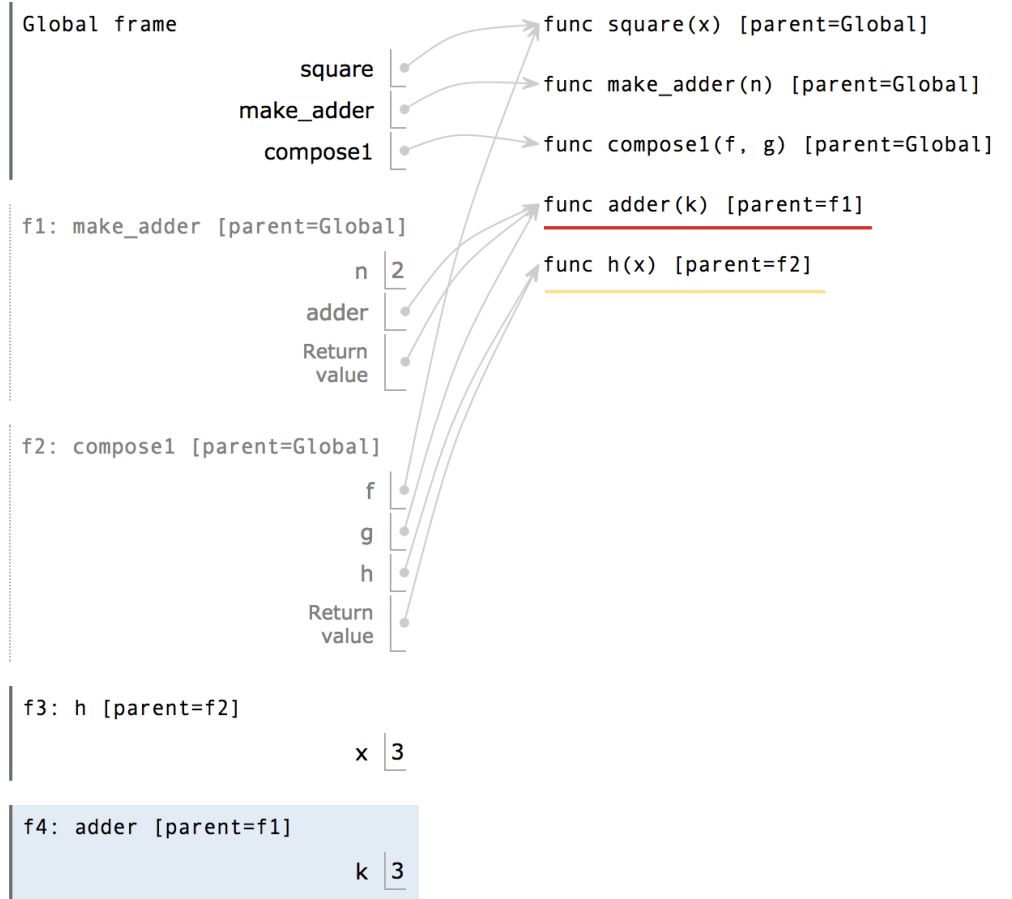 Global frame
square
make_adder
compose1
func square(x) [parent=Global]
func make_adder(n) [parent=Global]
func compose1(f, g) [parent=Global]
func adder(k) [parent=f1]
func h(x) [parent=f2]
f1: make_adder [parent=Global]
n 2
adder
Return
value
f2: compose1 [parent=Global]
f
g
h
Return
value
f3: h [parent=f2]
x 3
f4: adder [parent=f1]
k 3